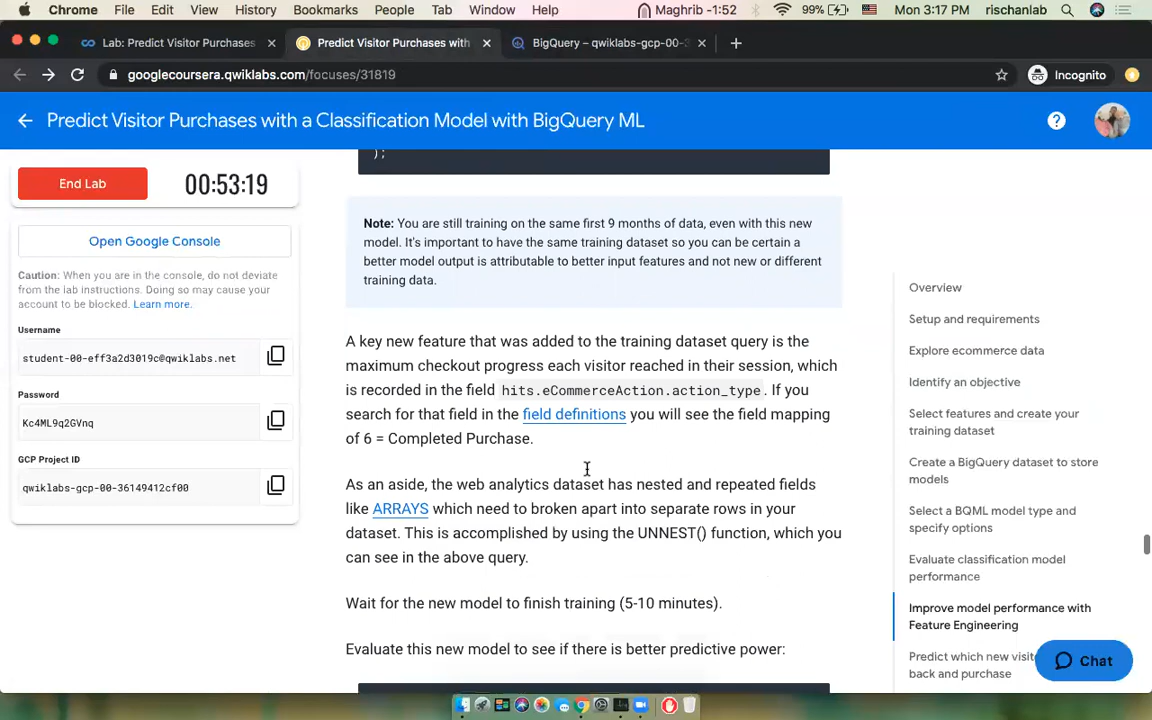 Chrome File Edit View History Bookmarks People Tab Window Help Maghrib -1:52 99% Mon 3:17 PM rischanlab
Lab: Predict Visitor Purchases
Predict Visitor Purchases with
BigQuery – qwiklabs-gcp-00-3
googlecoursera.qwiklabs.com/focuses/31819
Incognito
Predict Visitor Purchases with a Classification Model with BigQuery ML
End Lab
00:53:19
Open Google Console
Caution: When you are in the console, do not deviate
from the lab instructions. Doing so may cause your
account to be blocked. Learn more.
Username
student-00-eff3a2d3019c@qwiklabs.net
Password
Kc4ML9q2GVnq
GCP Project ID
qwiklabs-gcp-00-36149412cf00
);
Note: You are still training on the same first 9 months of data, even with this new
model. It's important to have the same training dataset so you can be certain a
better model output is attributable to better input features and not new or different
training data.
A key new feature that was added to the training dataset query is the
maximum checkout progress each visitor reached in their session, which
is recorded in the field hits.eCommerceAction.action_type. If you
search for that field in the field definitions you will see the field mapping
of 6 = Completed Purchase.
As an aside, the web analytics dataset has nested and repeated fields
like ARRAYS which need to broken apart into separate rows in your
dataset. This is accomplished by using the UNNEST() function, which you
can see in the above query.
Wait for the new model to finish training (5-10 minutes).
Evaluate this new model to see if there is better predictive power:
Overview
Setup and requirements
Explore ecommerce data
Identify an objective
Select features and create your
training dataset
Create a BigQuery dataset to store
models
Select a BQML model type and
specify options
Evaluate classification model
performance
Improve model performance with
Feature Engineering
Predict which new visit
back and purchase
Chat